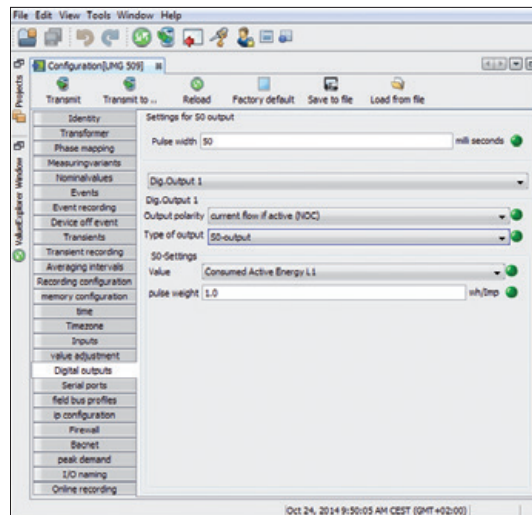 File Edit View Tools Window Help
Projects
ValueExplorer Window
Configuration[UMG 509]
Transmit
Transmit to ..
Reload
Factory default
Save to file
Load from file
Identity
Transformer
Phase mapping
Measuringvariants
Nominalvalues
Events
Event recording
Device off event
Transients
Transient recording
Averaging intervals
Recording configuration
memory configuration
time
Timezone
Inputs
value adjustment
Digital outputs
Serial ports
field bus profiles
ip configuration
Firewall
Bacnet
peak demand
I/O naming
Online recording
Settings for S0 output
Pulse width 50 milli seconds
Dig.Output 1
Dig.Output 1
Output polarity current flow if active (NOC)
Type of output S0-output
S0-Settings
Value Consumed Active Energy L1
pulse weight 1.0 wh/Imp
Oct 24, 2014 9:50:05 AM CEST (GMT+02:00)